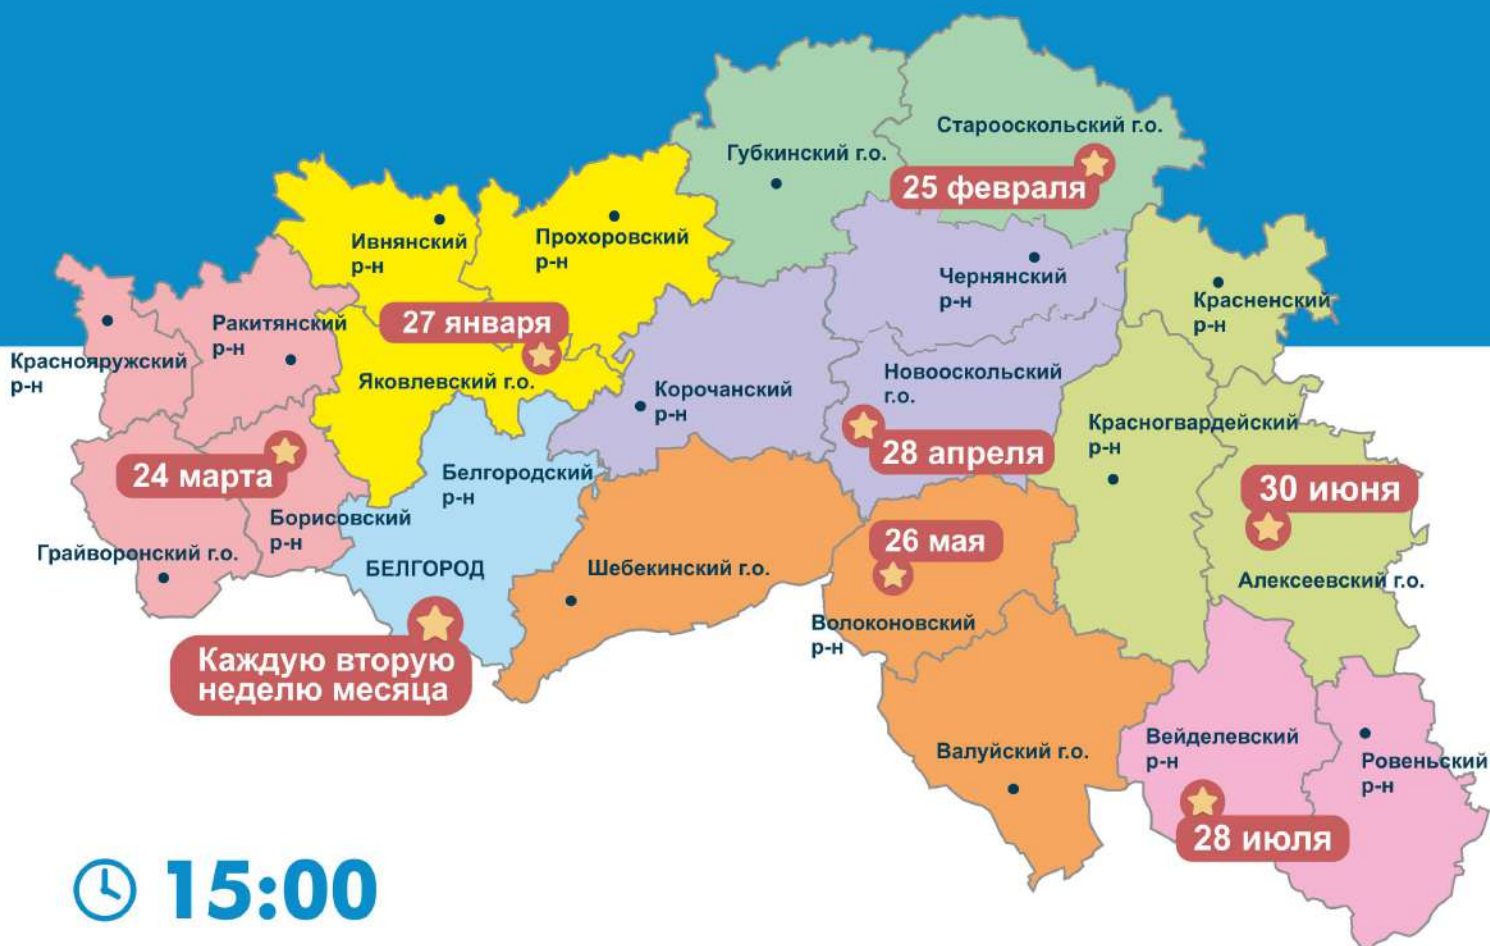 Старооскольский г.о.
Губкинский г.о.
25 февраля
Ивнянский
р-н
Прохоровский
р-н
Чернянский
р-н
Красненский
р-н
27 января
Ракитянский
р-н
Краснояружский
р-н
Яковлевский г.о.
Корочанский
р-н
Новооскольский
г.о.
Красногвардейский
р-н
28 апреля
24 марта
Белгородский
р-н
30 июня
Борисовский
р-н
Грайворонский г.о.
БЕЛГОРОД
Шебекинский г.о.
26 мая
Алексеевский г.о.
Волоконовский
р-н
Каждую вторую
неделю месяца
Валуйский г.о.
Вейделевский
р-н
Ровеньский
р-н
28 июля
15:00